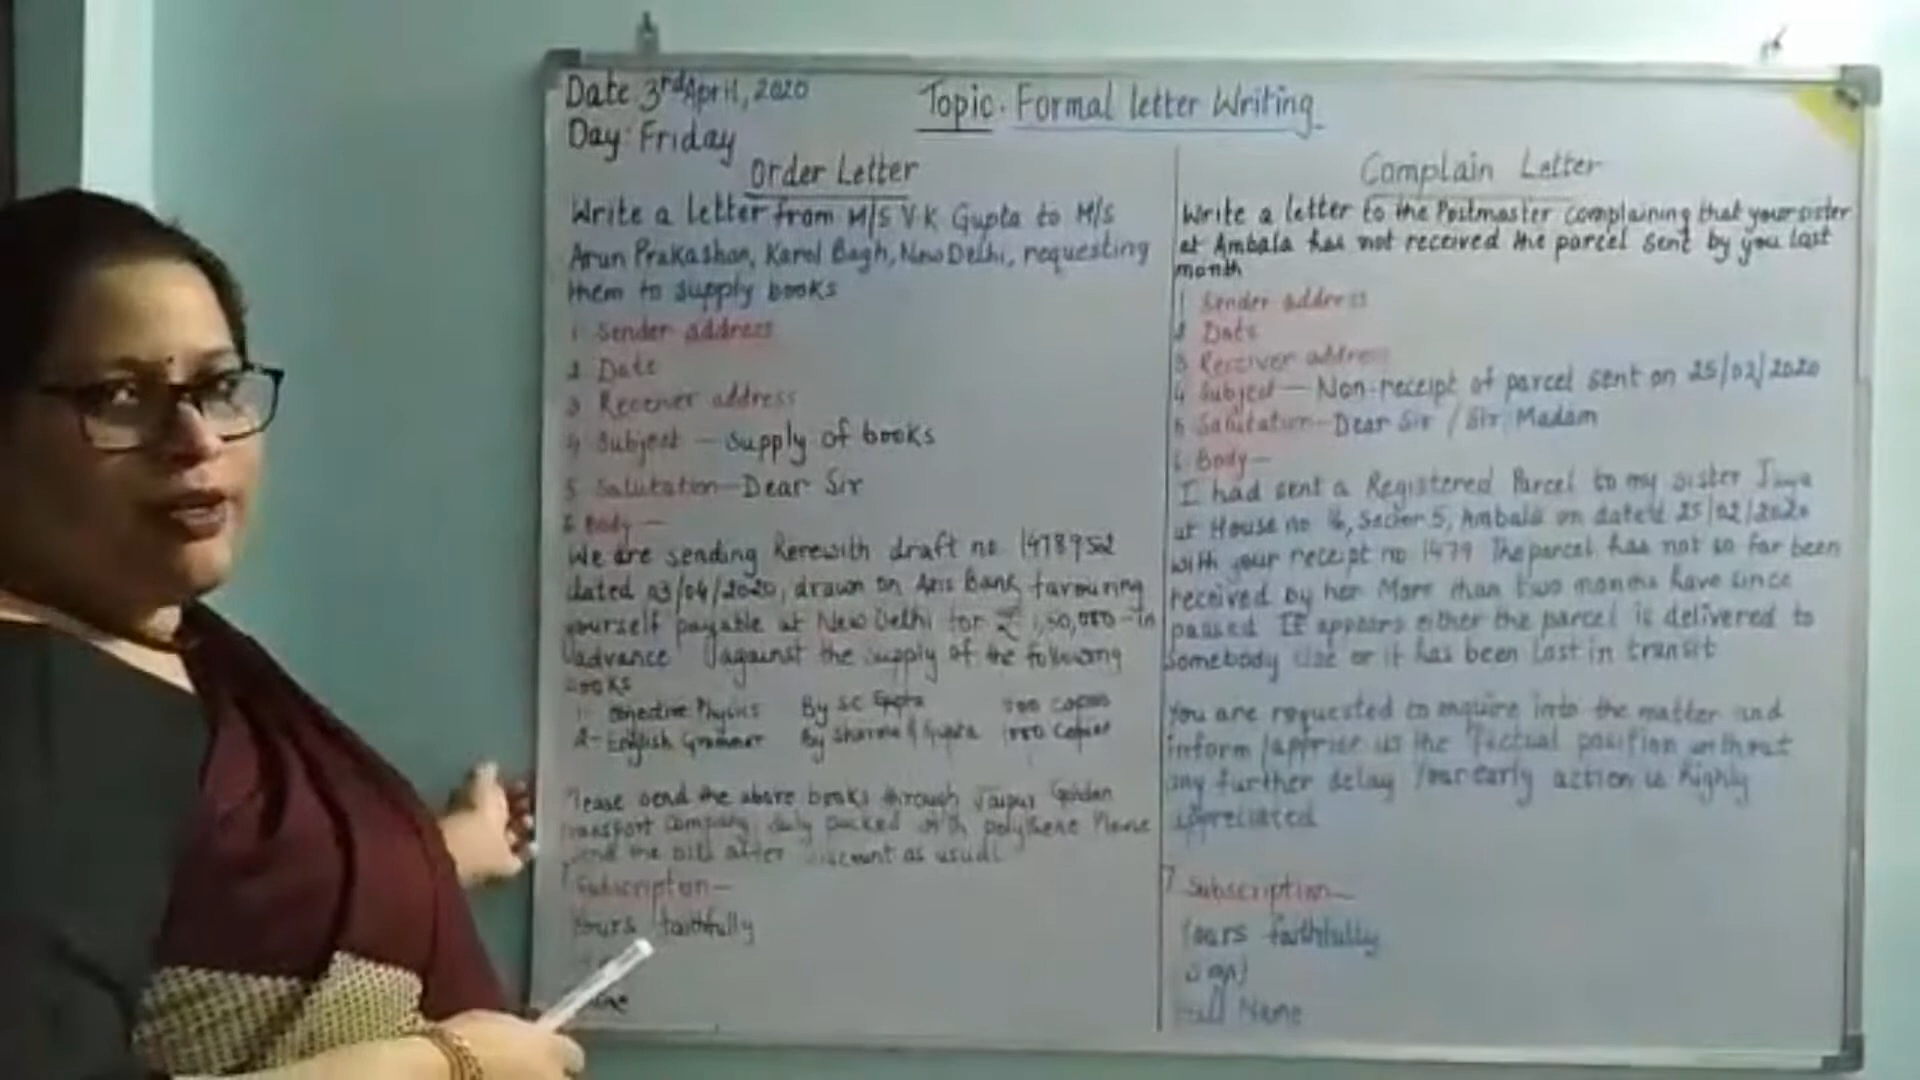 Date 3rd April, 2020
Day: Friday
Topic. Formal letter Writing
Order Letter
Write a letter from M/S V.K Gupta to M/S
Arun Prakashan, Karol Bagh, New Delhi, requesting
them to supply books
1 Sender address
2 Date
3 Receiver address
4 Subject — supply of books
5 Salutation — Dear Sir
6 Body —
We are sending herewith draft no 1478952
dated 03/04/2020, drawn on Axis Bank favouring
yourself payable at New Delhi for ₹ 1,50,000 - in
advance against the supply of the following
books
1- Objective Physics By SC Gupta 500 Copies
2- English Grammer By Sharma & Gupta 1000 Copies
Please send the above books through Jaipur Golden
Transport Company duly packed with polythene Please
send the bill after discount as usual
7 Subscription —
Yours faithfully
Complain Letter
Write a letter to the Postmaster complaining that your sister
at Ambala has not received the parcel sent by you last
month
1 Sender address
2 Date
3 Receiver address
4 Subject — Non-receipt of parcel sent on 25/02/2020
5 Salutation — Dear Sir / Sir/Madam
6 Body —
I had sent a Registered Parcel to my sister
at House no 16, Sector 5, Ambala on dated 25/02/2020
with your receipt no 1479 The parcel has not so far been
received by her More than two months have since
passed It appears either the parcel is delivered to
somebody else or it has been lost in transit
You are requested to enquire into the matter and
inform/apprise us the factual position without
any further delay Your early action is highly
appreciated
7 Subscription —
Yours faithfully
Sign)
Full Name